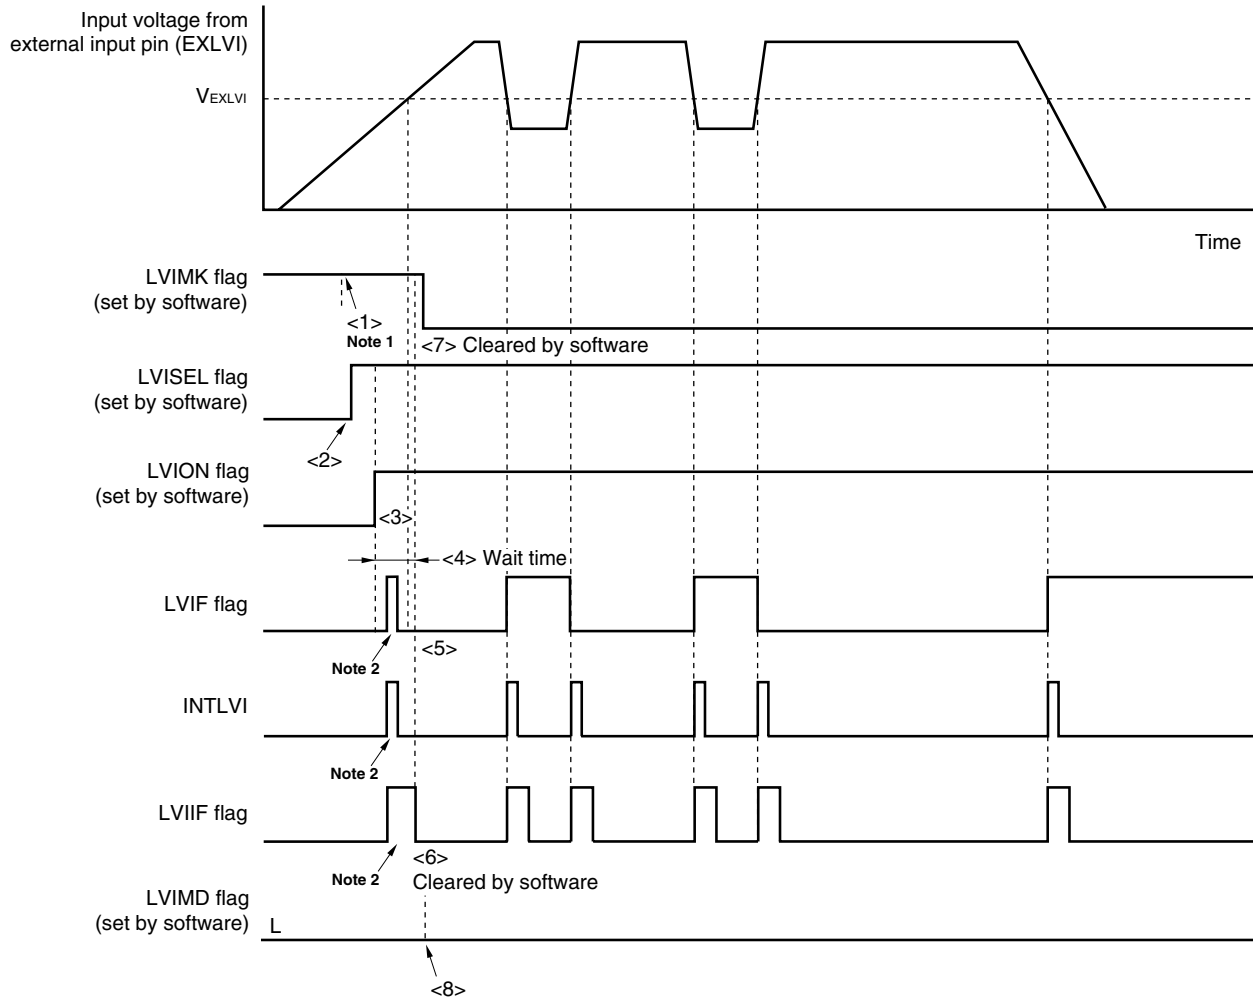 Input voltage from
external input pin (EXLVI)
VEXLVI
Time
LVIMK flag
(set by software)
<1>
Note 1
<7> Cleared by software
LVISEL flag
(set by software)
<2>
LVION flag
(set by software)
<3>
<4> Wait time
LVIF flag
Note 2
<5>
INTLVI
Note 2
LVIIF flag
Note 2
<6>
Cleared by software
LVIMD flag
(set by software)
L
<8>